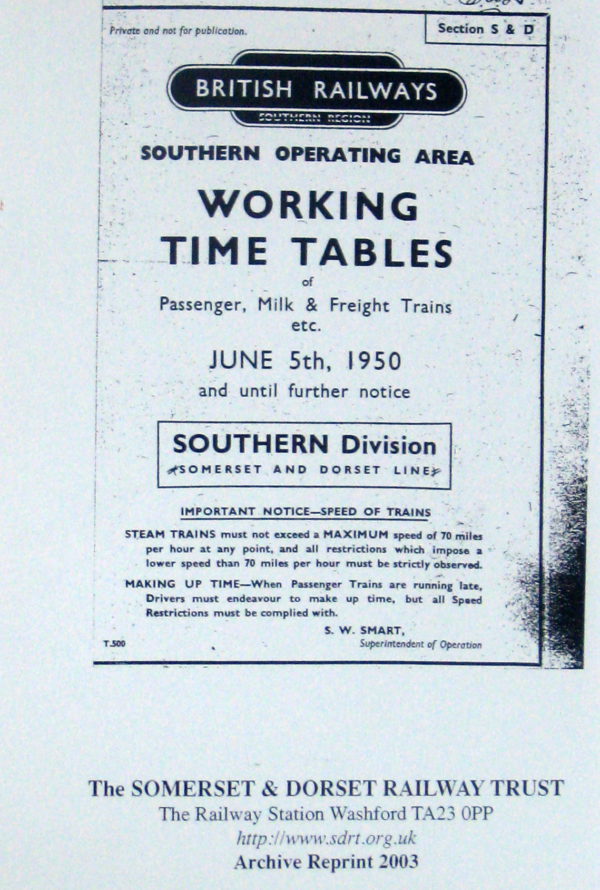 Private and not for publication.
Section S & D
BRITISH RAILWAYS
SOUTHERN REGION
SOUTHERN OPERATING AREA
WORKING
TIME TABLES
of
Passenger, Milk & Freight Trains
etc.
JUNE 5th, 1950
and until further notice
SOUTHERN Division
SOMERSET AND DORSET LINE
IMPORTANT NOTICE—SPEED OF TRAINS
STEAM TRAINS must not exceed a MAXIMUM speed of 70 miles
per hour at any point, and all restrictions which impose a
lower speed than 70 miles per hour must be strictly observed.
MAKING UP TIME—When Passenger Trains are running late,
Drivers must endeavour to make up time, but all Speed
Restrictions must be complied with.
S. W. SMART,
T.500
Superintendent of Operation
The SOMERSET & DORSET RAILWAY TRUST
The Railway Station Washford TA23 0PP
http://www.sdrt.org.uk
Archive Reprint 2003